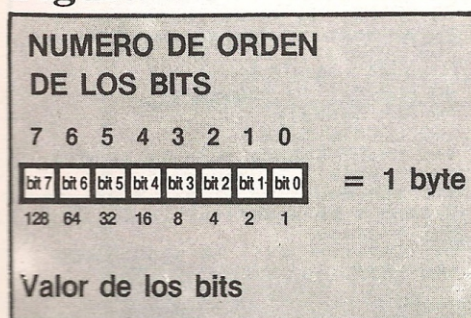 NUMERO DE ORDEN
DE LOS BITS
7 6 5 4 3 2 1 0
bit 7 bit 6 bit 5 bit 4 bit 3 bit 2 bit 1 bit 0 = 1 byte
128 64 32 16 8 4 2 1
Valor de los bits